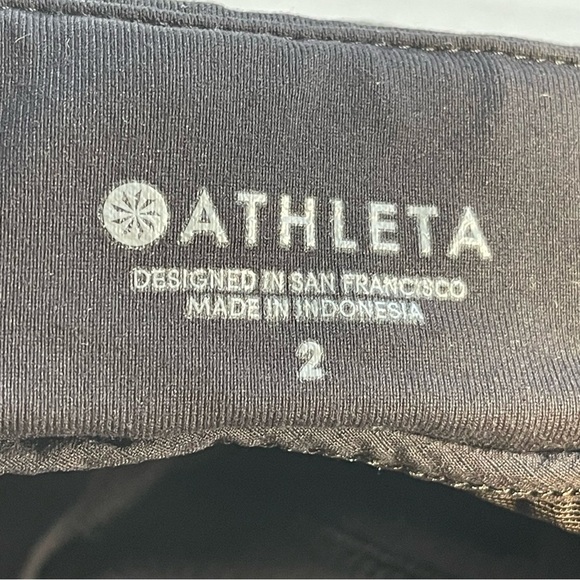 ATHLETA
DESIGNED IN SAN FRANCISCO
MADE IN INDONESIA
2